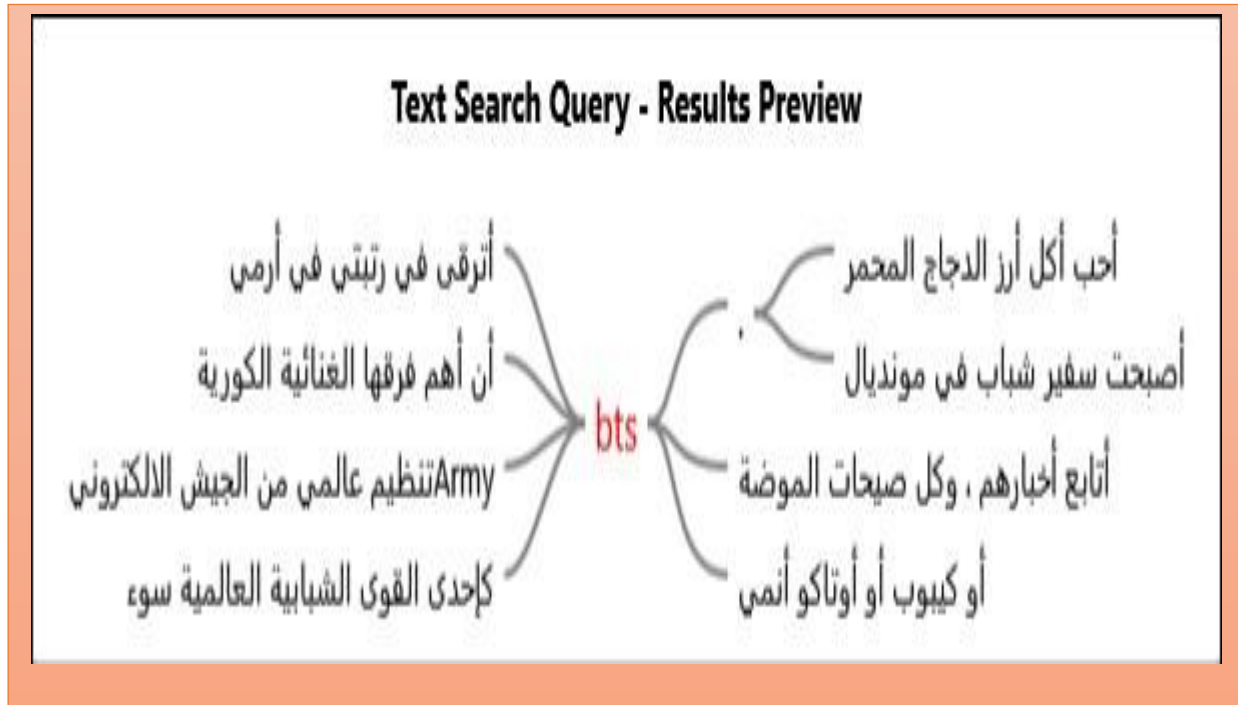 Text Search Query - Results Preview
أترقى في رتبتي في أرمي
أن أهم فرقها الغنائية الكورية
Armyتنظيم عالمي من الجيش الالكتروني
كإحدى القوى الشبابية العالمية سوء
bts
.
أحب أكل أرز الدجاج المحمر
أصبحت سفير شباب في مونديال
أتابع أخبارهم ، وكل صيحات الموضة
أو كيبوب أو أوتاكو أنمي